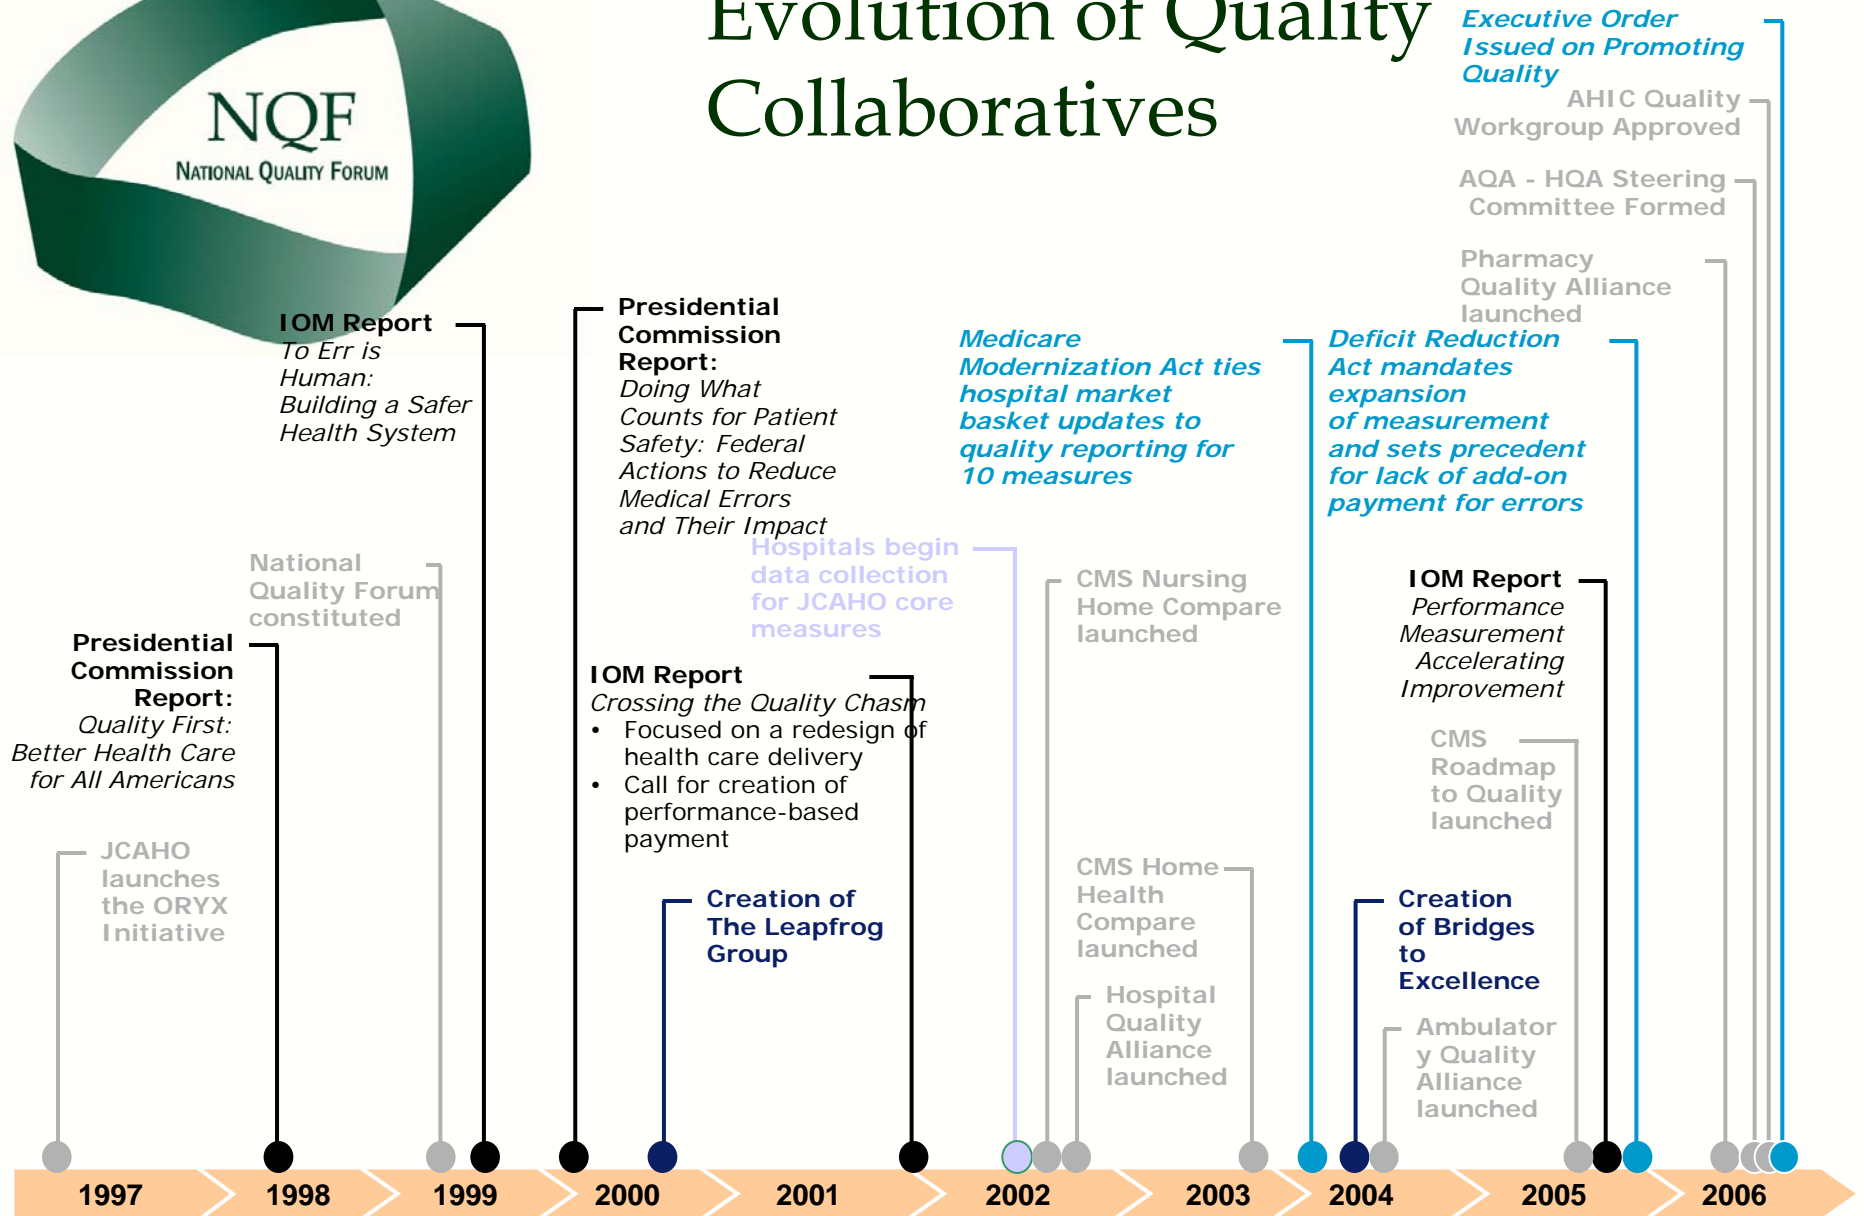 NQF
NATIONAL QUALITY FORUM
Evolution of Quality
Collaboratives
Executive Order
Issued on Promoting
Quality
AHIC Quality
Workgroup Approved
AQA - HQA Steering
Committee Formed
Pharmacy
Quality Alliance
launched
IOM Report
To Err is
Human:
Building a Safer
Health System
Presidential
Commission
Report:
Doing What
Counts for Patient
Safety: Federal
Actions to Reduce
Medical Errors
and Their Impact
Medicare
Modernization Act ties
hospital market
basket updates to
quality reporting for
10 measures
Deficit Reduction
Act mandates
expansion
of measurement
and sets precedent
for lack of add-on
payment for errors
National
Quality Forum
constituted
Hospitals begin
data collection
for JCAHO core
measures
CMS Nursing
Home Compare
launched
IOM Report
Performance
Measurement
Accelerating
Improvement
Presidential
Commission
Report:
Quality First:
Better Health Care
for All Americans
IOM Report
Crossing the Quality Chasm
• Focused on a redesign of
health care delivery
• Call for creation of
performance-based
payment
CMS
Roadmap
to Quality
launched
JCAHO
launches
the ORYX
Initiative
Creation of
The Leapfrog
Group
CMS Home
Health
Compare
launched
Creation
of Bridges
to
Excellence
Hospital
Quality
Alliance
launched
Ambulator
y Quality
Alliance
launched
1997 1998 1999 2000 2001 2002 2003 2004 2005 2006